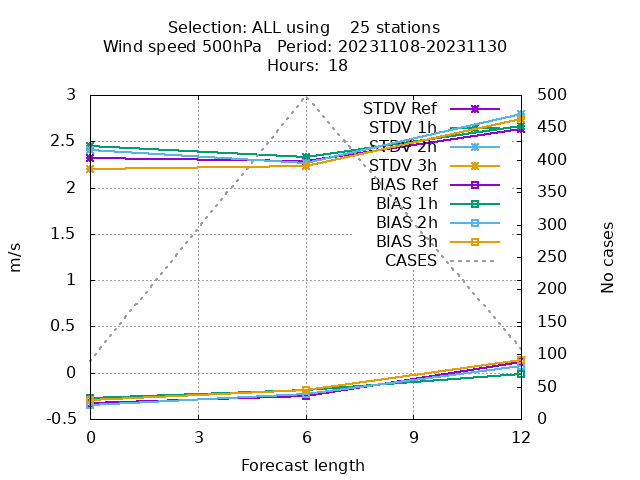 Selection: ALL using    25 stations
Wind speed 500hPa   Period: 20231108-20231130
Hours: 18
3
2.5
2
1.5
1
0.5
0
-0.5
500
450
400
350
300
250
200
150
100
50
0
STDV Ref
STDV 1h
STDV 2h
STDV 3h
BIAS Ref
BIAS 1h
BIAS 2h
BIAS 3h
CASES
m/s
No cases
0 3 6 9 12
Forecast length